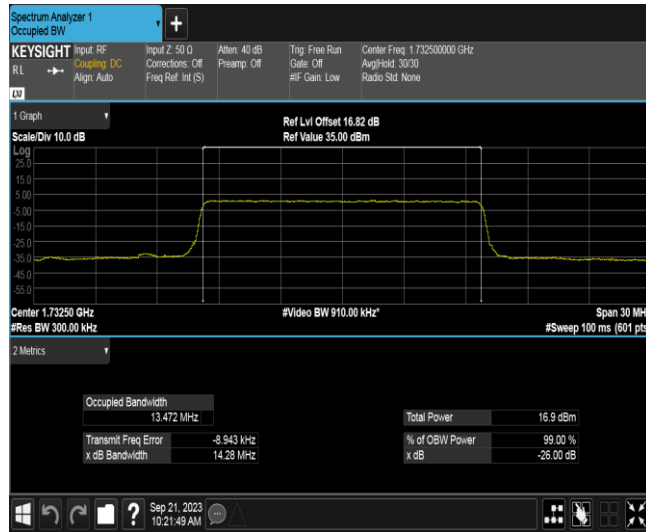 Spectrum Analyzer 1
Occupied BW
KEYSIGHT
RL
LXI
Input: RF
Coupling: DC
Align: Auto
Input Z: 50 Ω
Corrections: Off
Freq Ref: Int (S)
Atten: 40 dB
Preamp: Off
Trig: Free Run
Gate: Off
#IF Gain: Low
Center Freq: 1.732500000 GHz
Avg|Hold: 30/30
Radio Std: None
1 Graph
Scale/Div 10.0 dB
Ref Lvl Offset 16.82 dB
Ref Value 35.00 dBm
Log
25.0
15.0
5.00
-5.00
-15.0
-25.0
-35.0
-45.0
-55.0
Center 1.73250 GHz
#Video BW 910.00 kHz*
Span 30 MH
#Res BW 300.00 kHz
#Sweep 100 ms (601 pts
2 Metrics
Occupied Bandwidth
13.472 MHz
Total Power 16.9 dBm
Transmit Freq Error -8.943 kHz
% of OBW Power 99.00 %
x dB Bandwidth 14.28 MHz
x dB -26.00 dB
?
Sep 21, 2023
10:21:49 AM